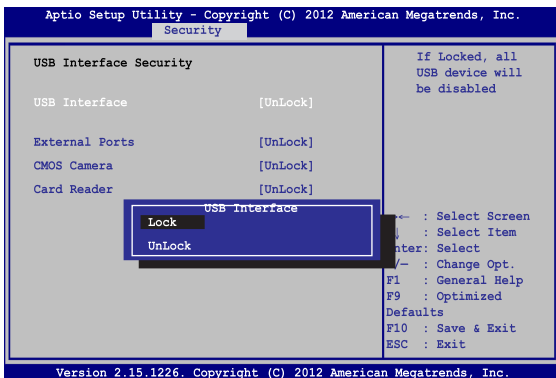 Aptio Setup Utility - Copyright (C) 2012 American Megatrends, Inc.
Security
USB Interface Security
USB Interface [UnLock]
External Ports [UnLock]
CMOS Camera [UnLock]
Card Reader [UnLock]
USB Interface
Lock
UnLock
If Locked, all
USB device will
be disabled
→← : Select Screen
↓ : Select Item
nter: Select
/— : Change Opt.
F1 : General Help
F9 : Optimized
Defaults
F10 : Save & Exit
ESC : Exit
Version 2.15.1226. Copyright (C) 2012 American Megatrends, Inc.